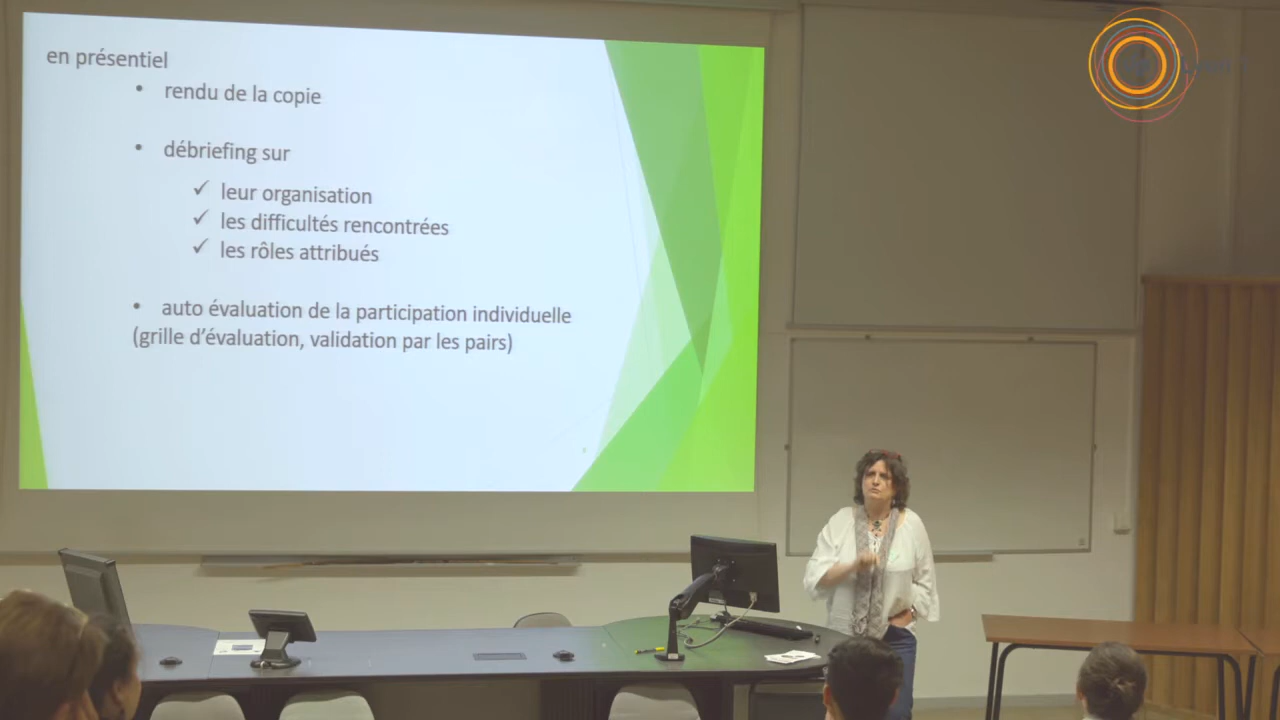 en présentiel
• rendu de la copie
• débriefing sur
✓ leur organisation
✓ les difficultés rencontrées
✓ les rôles attribués
• auto évaluation de la participation individuelle
(grille d’évaluation, validation par les pairs)